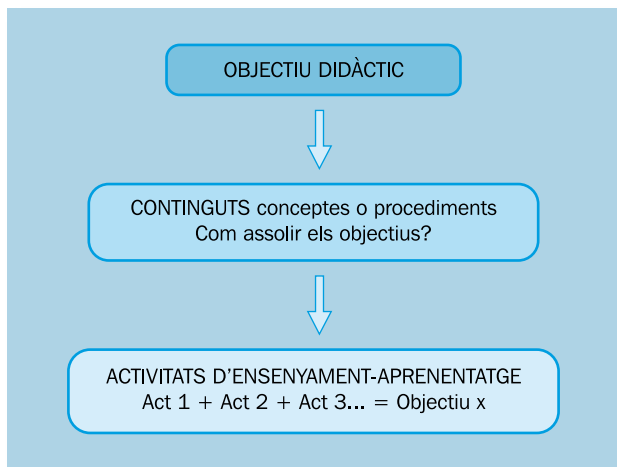 OBJECTIU DIDÀCTIC
CONTINGUTS conceptes o procediments
Com assolir els objectius?
ACTIVITATS D'ENSENYAMENT-APRENENTATGE
Act 1 + Act 2 + Act 3... = Objectiu x